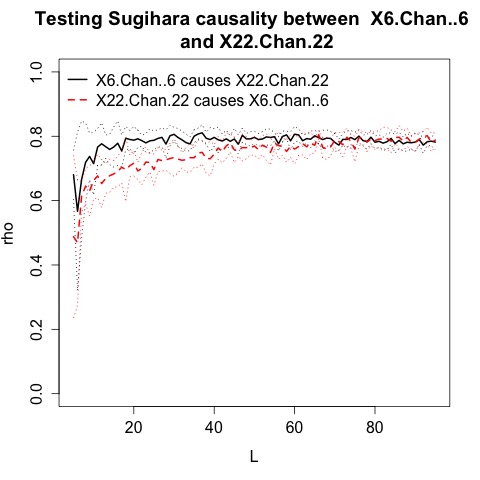 Testing Sugihara causality between  X6.Chan..6
and X22.Chan.22
X6.Chan..6 causes X22.Chan.22
X22.Chan.22 causes X6.Chan..6
1.0
0.8
0.6
0.4
0.2
0.0
rho
20 40 60 80
L